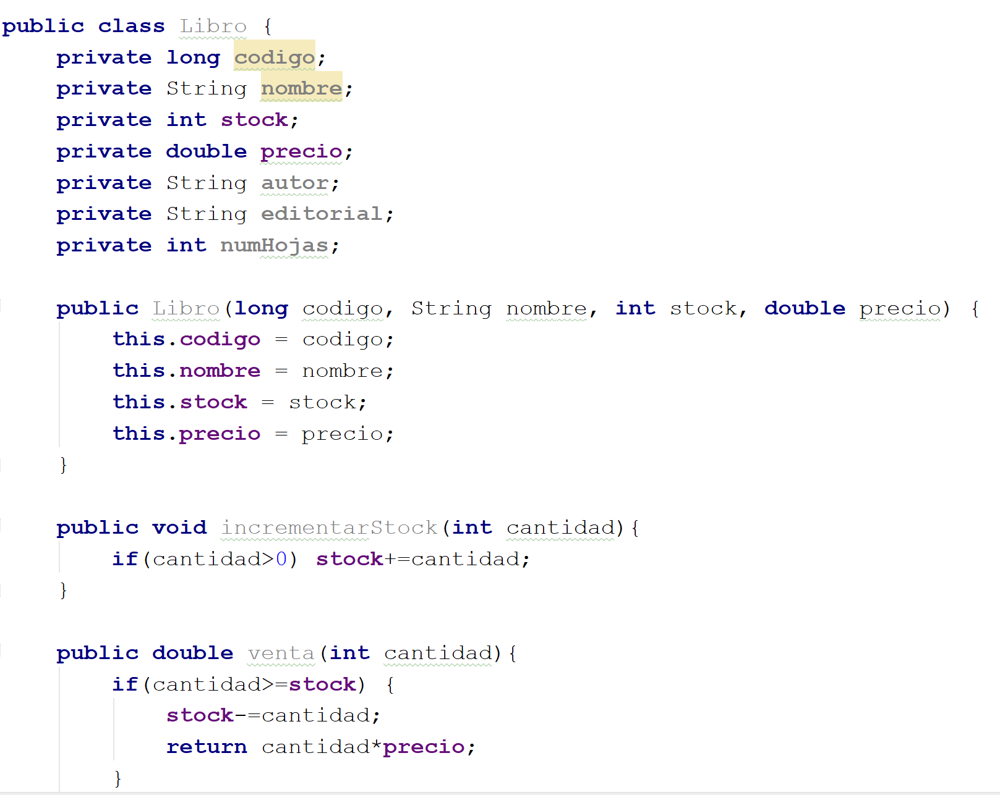 public class Libro {
    private long codigo;
    private String nombre;
    private int stock;
    private double precio;
    private String autor;
    private String editorial;
    private int numHojas;
    public Libro(long codigo, String nombre, int stock, double precio) {
        this.codigo = codigo;
        this.nombre = nombre;
        this.stock = stock;
        this.precio = precio;
    }
    public void incrementarStock(int cantidad){
        if(cantidad>0) stock+=cantidad;
    }
    public double venta(int cantidad){
        if(cantidad>=stock) {
            stock-=cantidad;
            return cantidad*precio;
        }